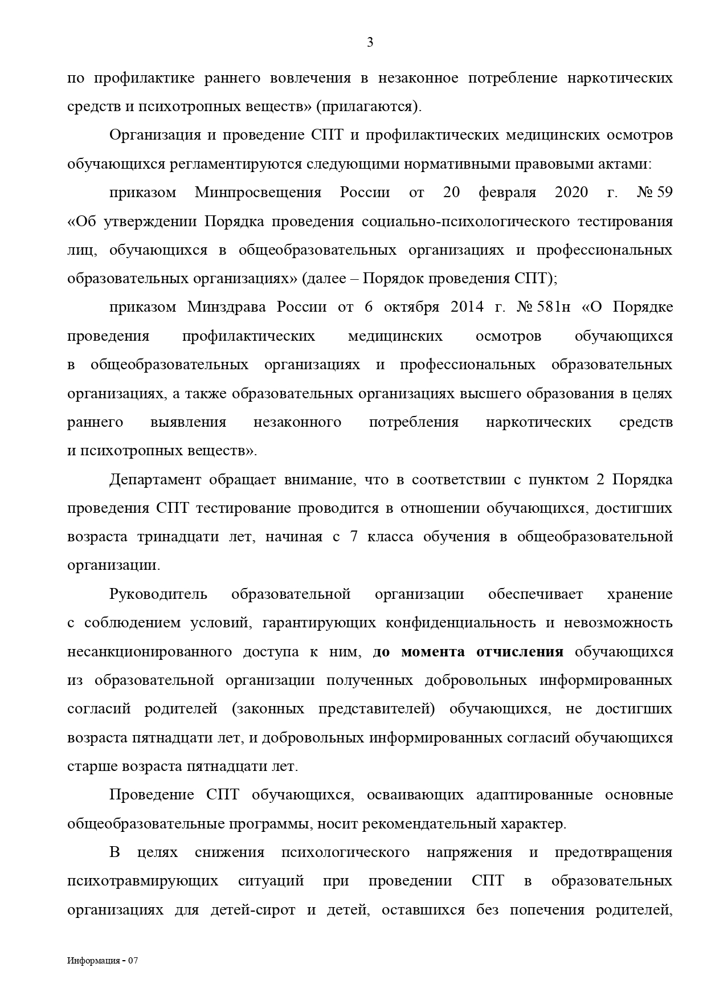 3
по профилактике раннего вовлечения в незаконное потребление наркотических
средств и психотропных веществ» (прилагаются).
Организация и проведение СПТ и профилактических медицинских осмотров
обучающихся регламентируются следующими нормативными правовыми актами:
приказом Минпросвещения России от 20 февраля 2020 г. № 59
«Об утверждении Порядка проведения социально-психологического тестирования
лиц, обучающихся в общеобразовательных организациях и профессиональных
образовательных организациях» (далее – Порядок проведения СПТ);
приказом Минздрава России от 6 октября 2014 г. № 581н «О Порядке
проведения профилактических медицинских осмотров обучающихся
в общеобразовательных организациях и профессиональных образовательных
организациях, а также образовательных организациях высшего образования в целях
раннего выявления незаконного потребления наркотических средств
и психотропных веществ».
Департамент обращает внимание, что в соответствии с пунктом 2 Порядка
проведения СПТ тестирование проводится в отношении обучающихся, достигших
возраста тринадцати лет, начиная с 7 класса обучения в общеобразовательной
организации.
Руководитель образовательной организации обеспечивает хранение
с соблюдением условий, гарантирующих конфиденциальность и невозможность
несанкционированного доступа к ним, до момента отчисления обучающихся
из образовательной организации полученных добровольных информированных
согласий родителей (законных представителей) обучающихся, не достигших
возраста пятнадцати лет, и добровольных информированных согласий обучающихся
старше возраста пятнадцати лет.
Проведение СПТ обучающихся, осваивающих адаптированные основные
общеобразовательные программы, носит рекомендательный характер.
В целях снижения психологического напряжения и предотвращения
психотравмирующих ситуаций при проведении СПТ в образовательных
организациях для детей-сирот и детей, оставшихся без попечения родителей,
Информация - 07